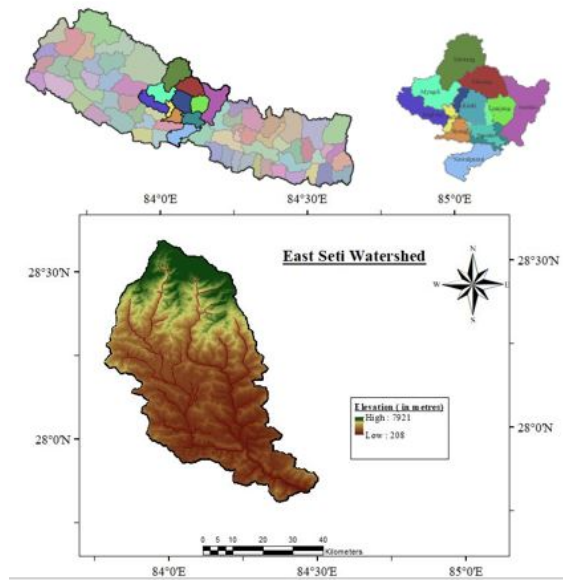 84°0'E
84°30'E
85°0'E
28°30'N
East Seti Watershed
N
W
E
S
28°30'N
Elevation ( in metres)
High : 7921
Low : 208
28°0'N
28°0'N
0 5 10 20 30 40
Kilometers
84°0'E
84°30'E
85°0'E